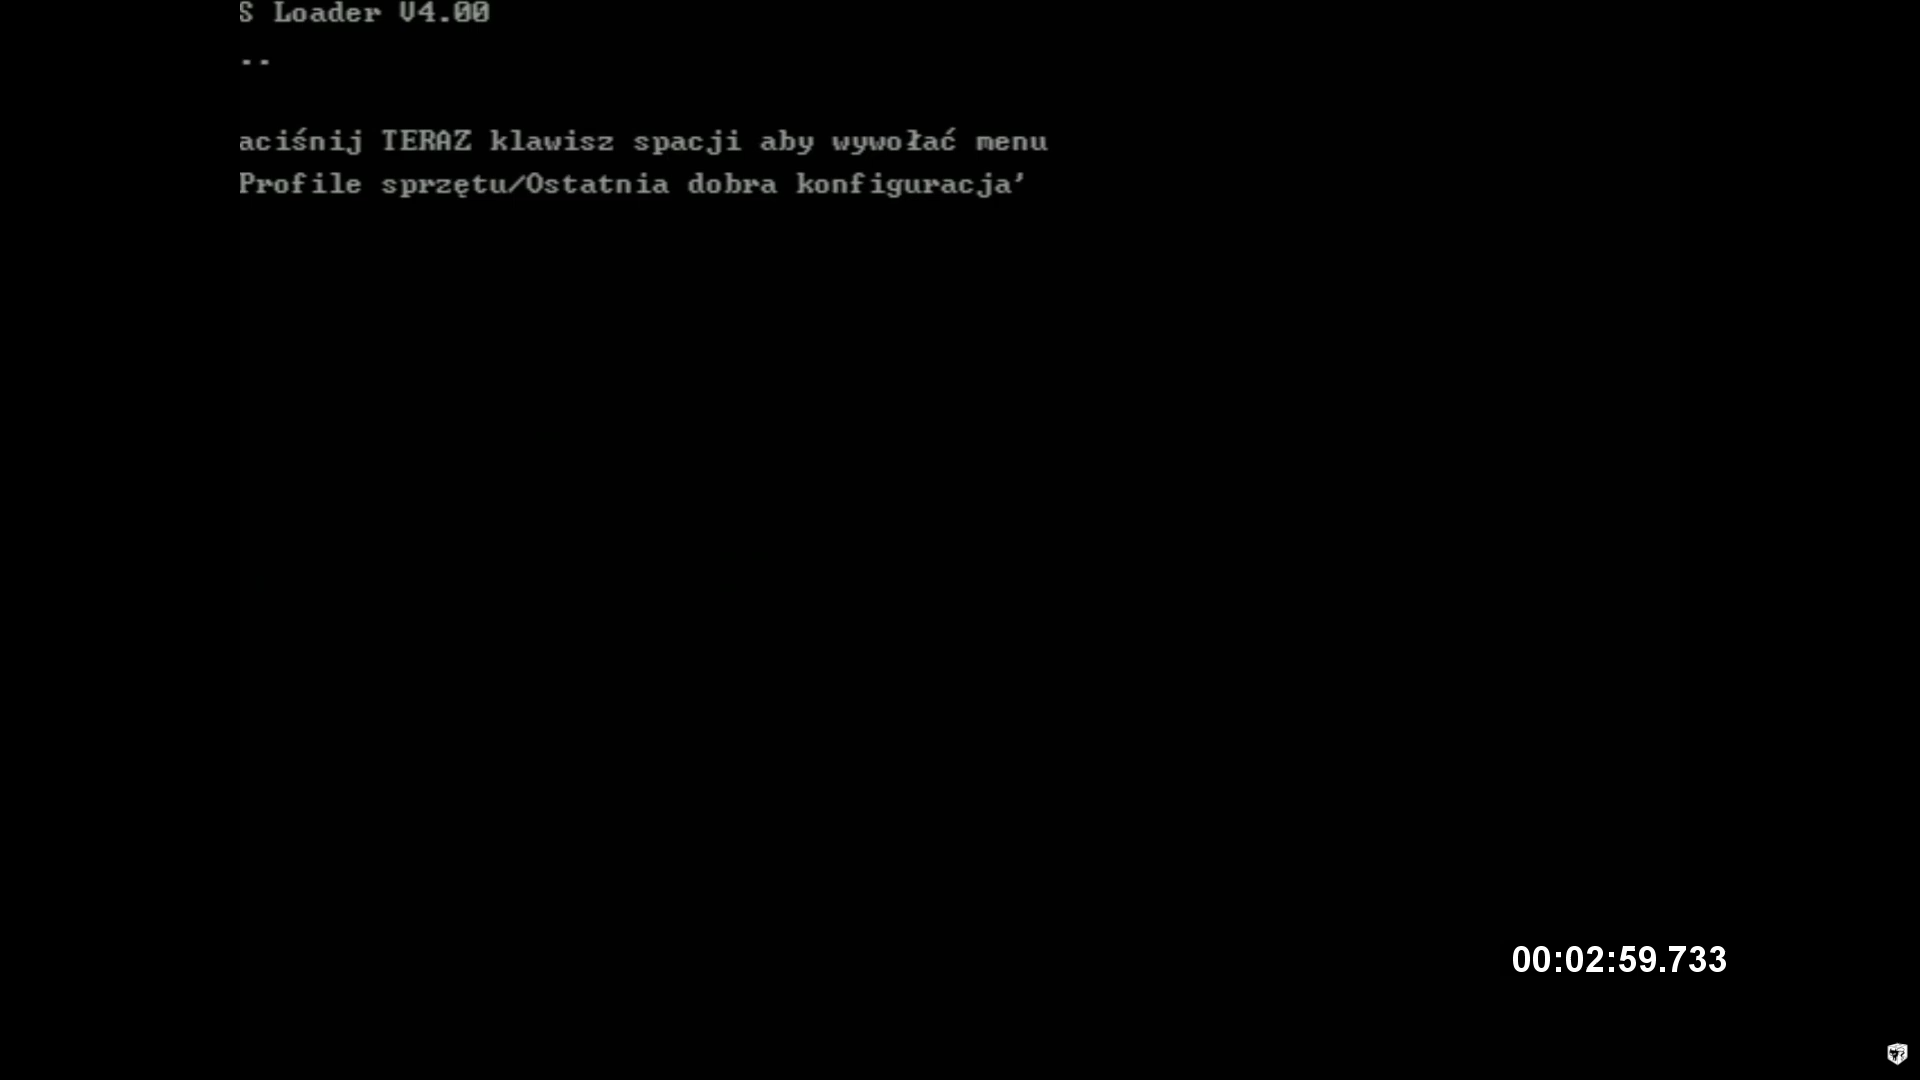 S Loader V4.00
..
aciśnij TERAZ klawisz spacji aby wywołać menu
Profile sprzętu/Ostatnia dobra konfiguracja'
00:02:59.733